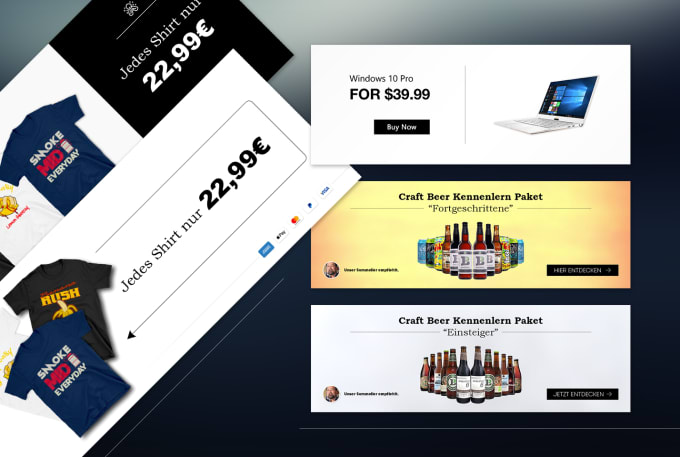 Jedes Shirt nur
22,99€
SMOKE
MID
EVERYDAY
Jedes Shirt nur 22,99€
VISA
Pay
RUSH
SMOKE
MID
EVERYDAY
Windows 10 Pro
FOR $39.99
Buy Now
Craft Beer Kennenlern Paket
“Fortgeschrittene”
Unser Sommelier empfiehlt.
HIER ENTDECKEN →
Craft Beer Kennenlern Paket
“Einsteiger”
Unser Sommelier empfiehlt.
JETZT ENTDECKEN →